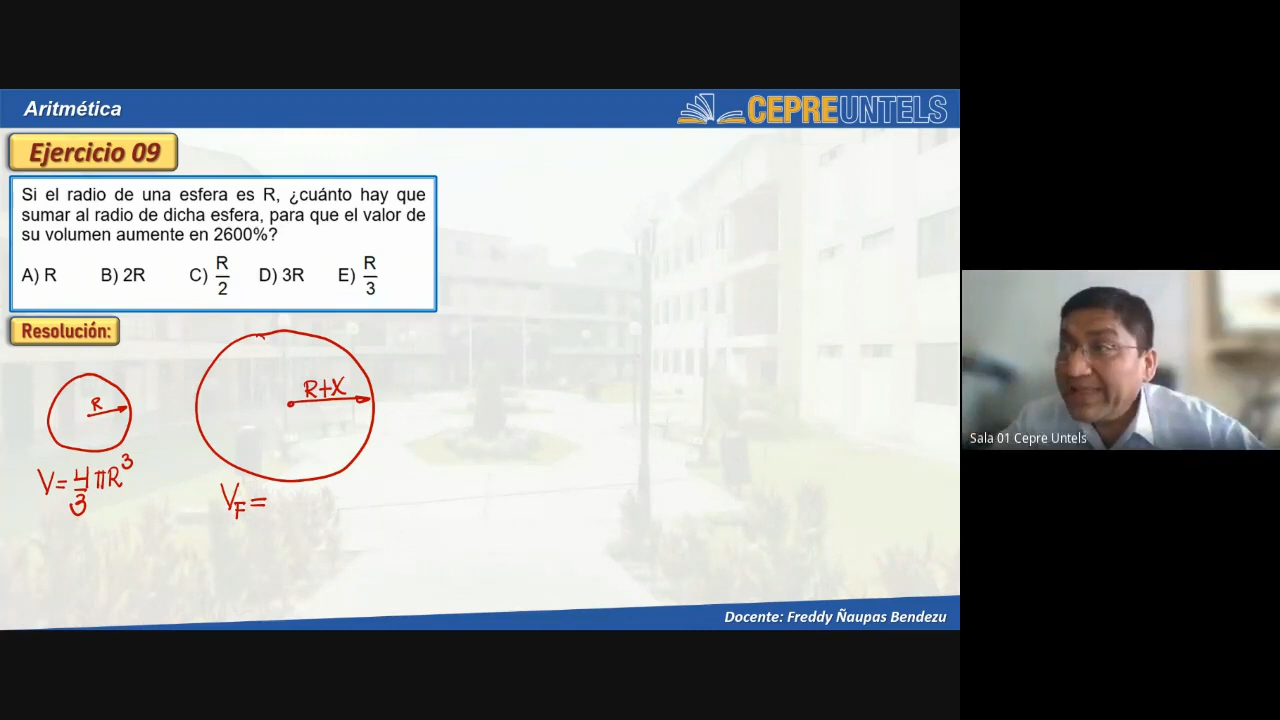 Aritmética
CEPREUNTELS
Ejercicio 09
Si el radio de una esfera es R, ¿cuánto hay que
sumar al radio de dicha esfera, para que el valor de
su volumen aumente en 2600%?
A) R B) 2R C) R/2 D) 3R E) R/3
Resolución:
R
R+X
V=4/3 πR³
V_F=
Sala 01 Cepre Untels
Docente: Freddy Ñaupas Bendezu